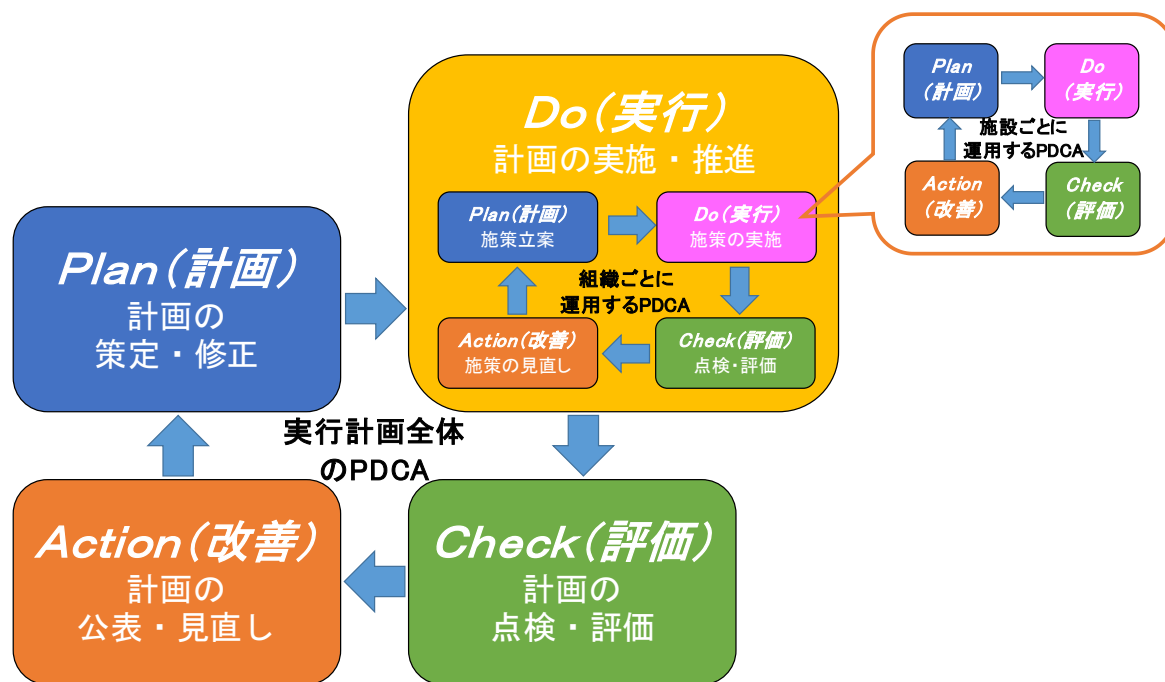 Plan（計画）
計画の
策定・修正
Do（実行）
計画の実施・推進
Plan（計画）
施策立案
Do（実行）
施策の実施
組織ごとに
運用するPDCA
Action（改善）
施策の見直し
Check（評価）
点検・評価
Plan
（計画）
Do
（実行）
施設ごとに
運用するPDCA
Action
（改善）
Check
（評価）
実行計画全体
のPDCA
Action（改善）
計画の
公表・見直し
Check（評価）
計画の
点検・評価